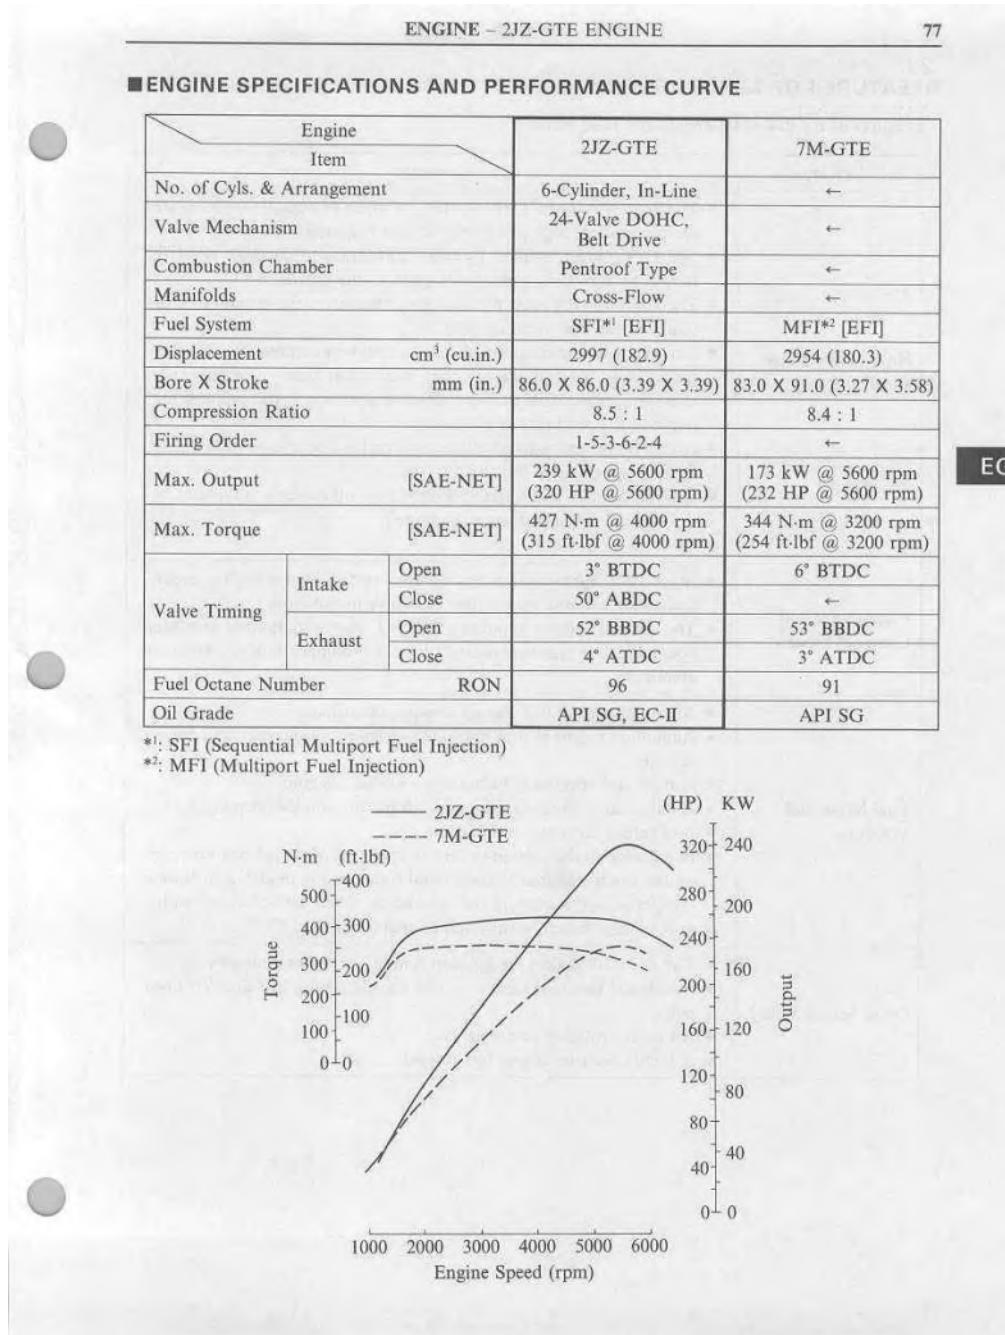 ENGINE – 2JZ-GTE ENGINE 77
■ENGINE SPECIFICATIONS AND PERFORMANCE CURVE
Engine
Item
2JZ-GTE 7M-GTE
No. of Cyls. & Arrangement 6-Cylinder, In-Line ←
Valve Mechanism 24-Valve DOHC, Belt Drive ←
Combustion Chamber Pentroof Type ←
Manifolds Cross-Flow ←
Fuel System SFI*¹ [EFI] MFI*² [EFI]
Displacement cm³ (cu.in.) 2997 (182.9) 2954 (180.3)
Bore X Stroke mm (in.) 86.0 X 86.0 (3.39 X 3.39) 83.0 X 91.0 (3.27 X 3.58)
Compression Ratio 8.5 : 1 8.4 : 1
Firing Order 1-5-3-6-2-4 ←
Max. Output [SAE-NET] 239 kW @ 5600 rpm (320 HP @ 5600 rpm) 173 kW @ 5600 rpm (232 HP @ 5600 rpm)
Max. Torque [SAE-NET] 427 N·m @ 4000 rpm (315 ft·lbf @ 4000 rpm) 344 N·m @ 3200 rpm (254 ft·lbf @ 3200 rpm)
Valve Timing
Intake
Open 3° BTDC 6° BTDC
Close 50° ABDC ←
Exhaust
Open 52° BBDC 53° BBDC
Close 4° ATDC 3° ATDC
Fuel Octane Number RON 96 91
Oil Grade API SG, EC-II API SG
*¹: SFI (Sequential Multiport Fuel Injection)
*²: MFI (Multiport Fuel Injection)
EG
2JZ-GTE
7M-GTE
N·m (ft·lbf)
500 400
400 300
300 200
200 100
100
0 0
Torque
(HP) KW
320 240
280 200
240 160
200
160 120
120 80
80 40
40
0 0
Output
1000 2000 3000 4000 5000 6000
Engine Speed (rpm)